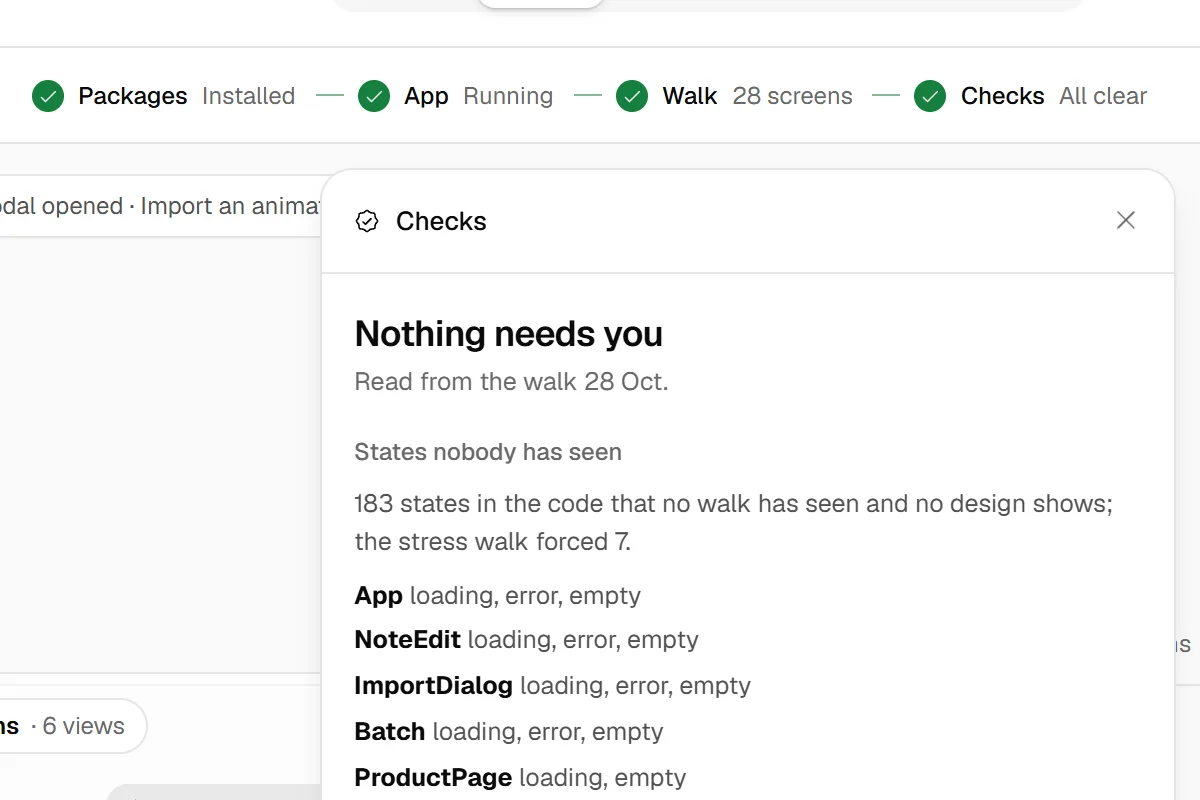 Packages Installed
App Running
Walk 28 screens
Checks All clear
odal opened · Import an anima
Checks
Nothing needs you
Read from the walk 28 Oct.
States nobody has seen
183 states in the code that no walk has seen and no design shows;
the stress walk forced 7.
App loading, error, empty
NoteEdit loading, error, empty
ImportDialog loading, error, empty
Batch loading, error, empty
ProductPage loading, empty
· 6 views